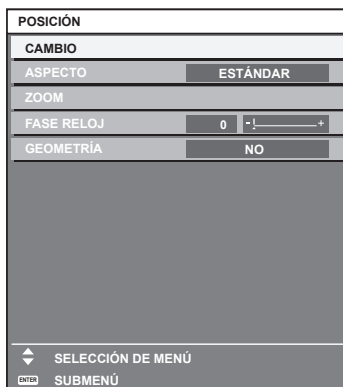 POSICIÓN
CAMBIO
ASPECTO ESTÁNDAR
ZOOM
FASE RELOJ 0 - +
GEOMETRÍA NO
SELECCIÓN DE MENÚ
ENTER SUBMENÚ